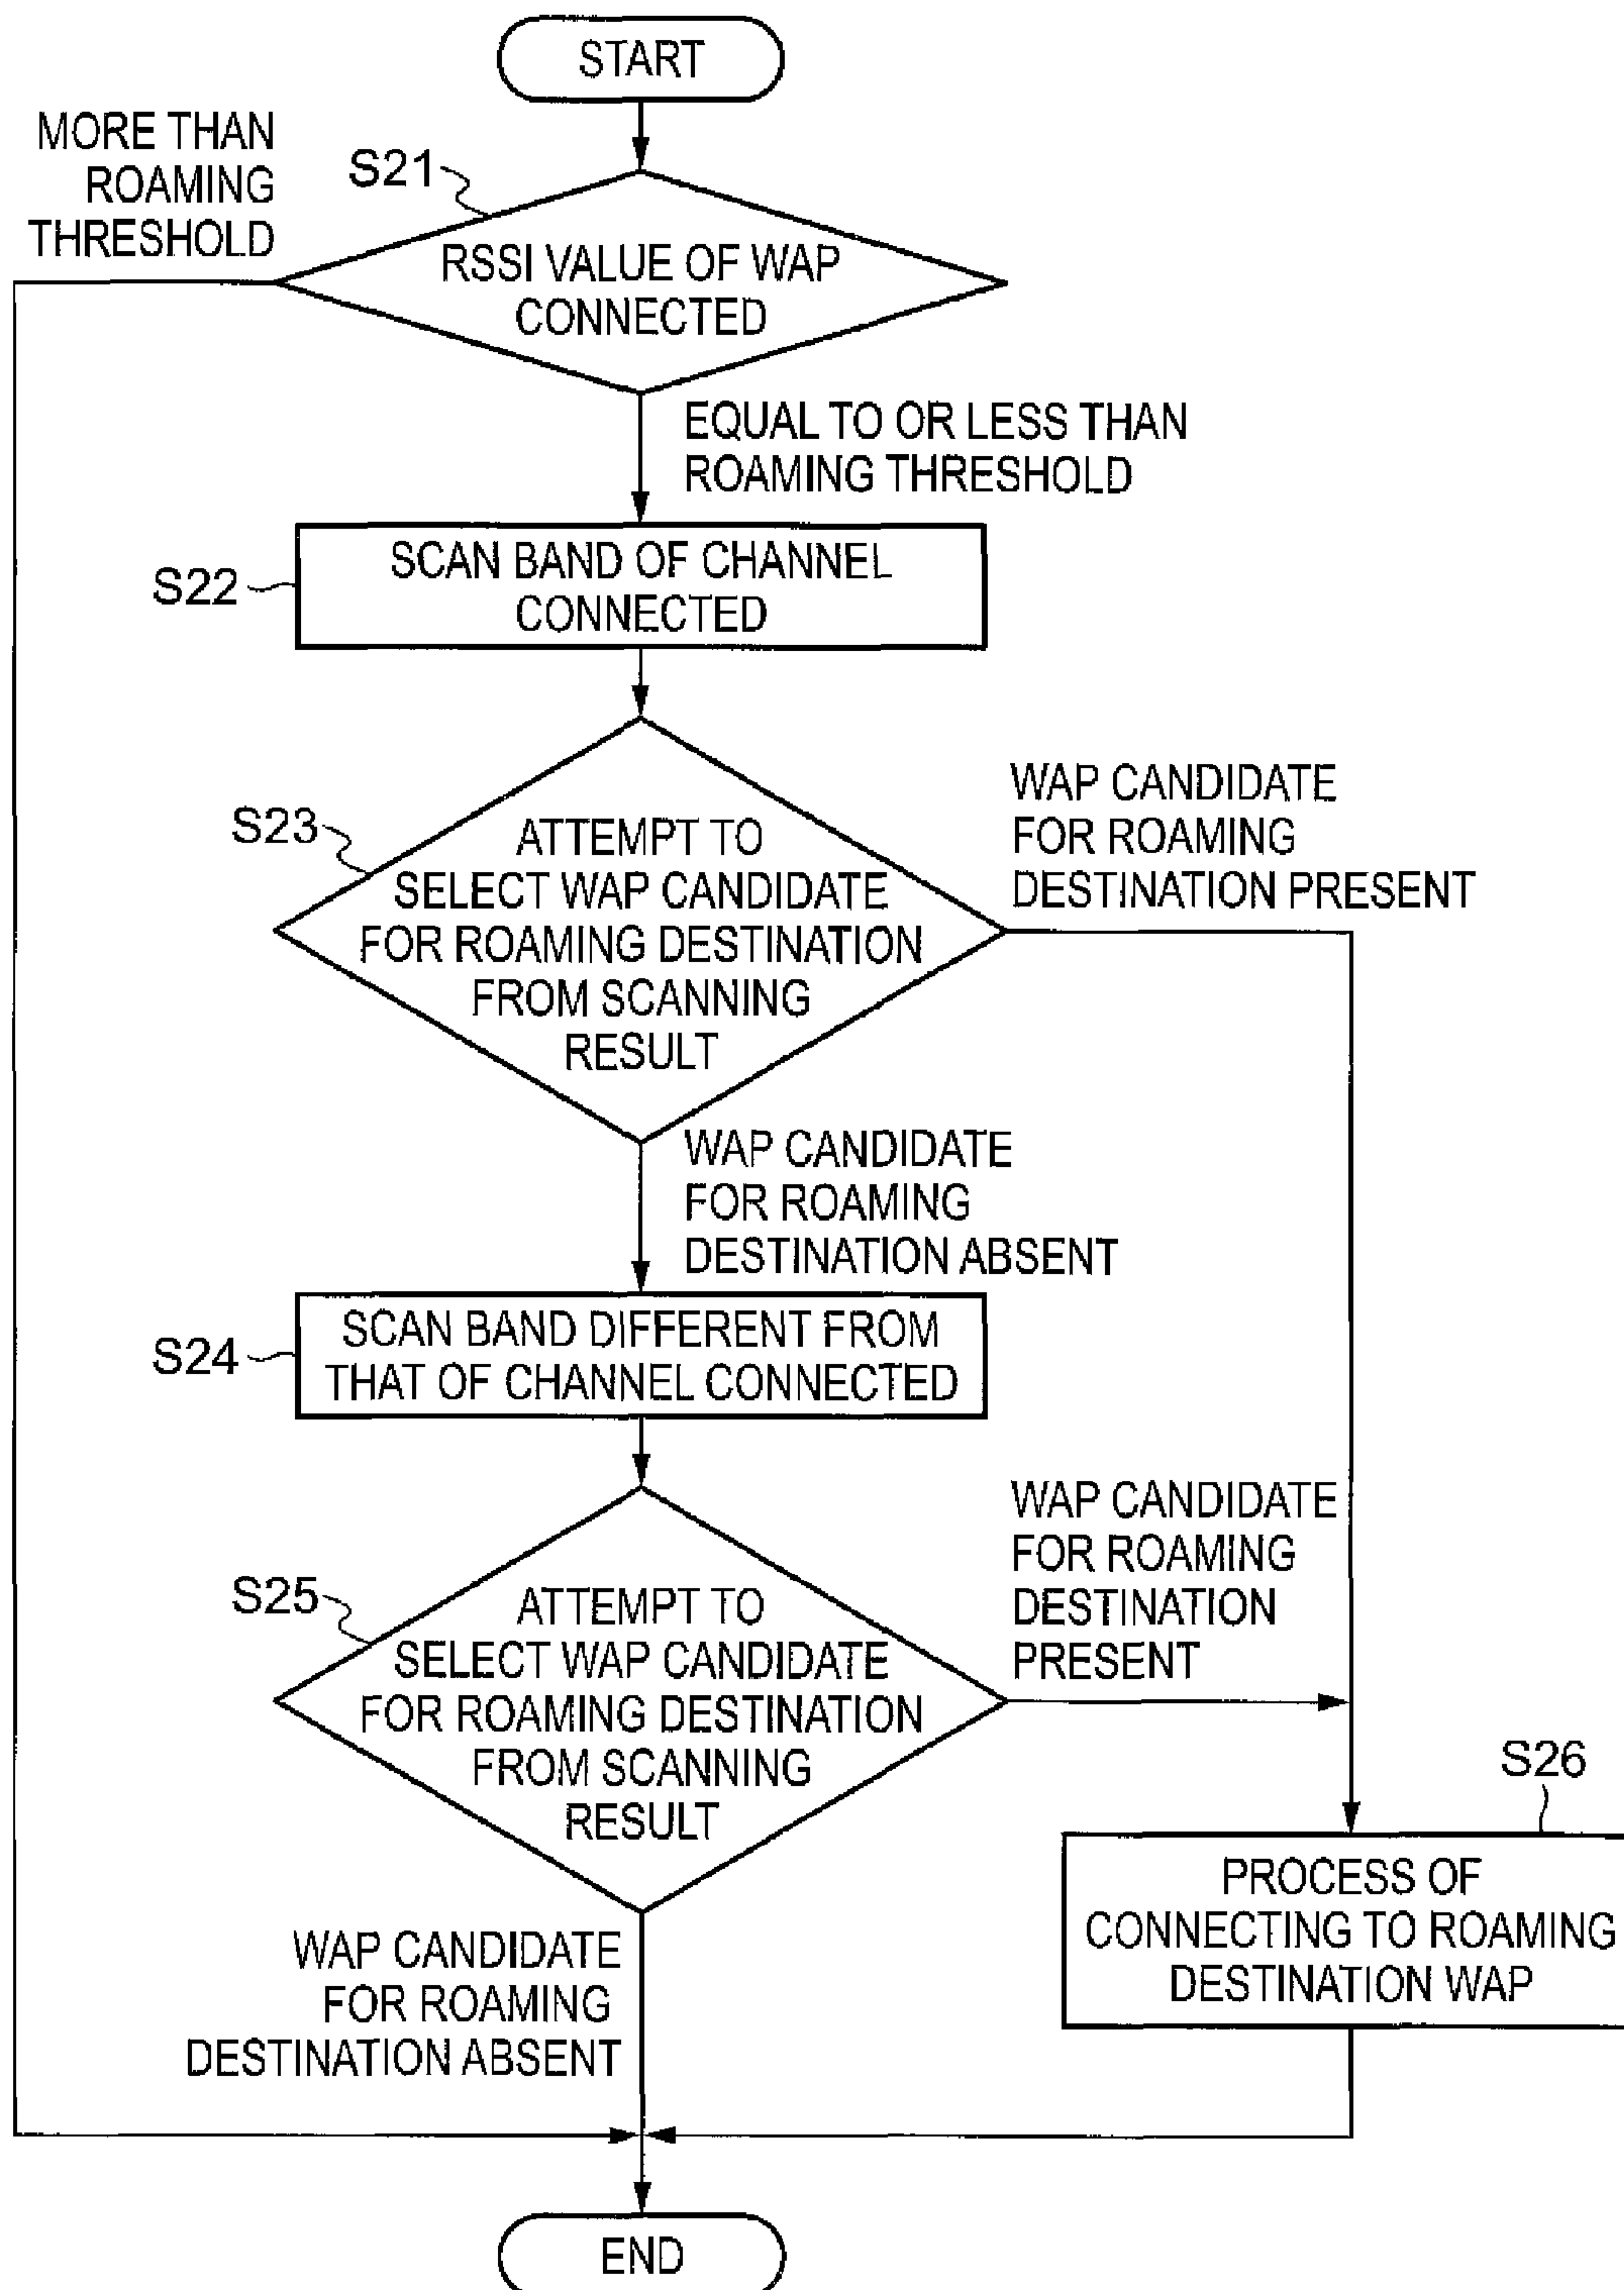 START
MORE THAN
ROAMING
THRESHOLD
S21
RSSI VALUE OF WAP
CONNECTED
EQUAL TO OR LESS THAN
ROAMING THRESHOLD
S22
SCAN BAND OF CHANNEL
CONNECTED
S23
ATTEMPT TO
SELECT WAP CANDIDATE
FOR ROAMING DESTINATION
FROM SCANNING
RESULT
WAP CANDIDATE
FOR ROAMING
DESTINATION PRESENT
WAP CANDIDATE
FOR ROAMING
DESTINATION ABSENT
S24
SCAN BAND DIFFERENT FROM
THAT OF CHANNEL CONNECTED
S25
ATTEMPT TO
SELECT WAP CANDIDATE
FOR ROAMING DESTINATION
FROM SCANNING
RESULT
WAP CANDIDATE
FOR ROAMING
DESTINATION
PRESENT
S26
PROCESS OF
CONNECTING TO ROAMING
DESTINATION WAP
WAP CANDIDATE
FOR ROAMING
DESTINATION ABSENT
END